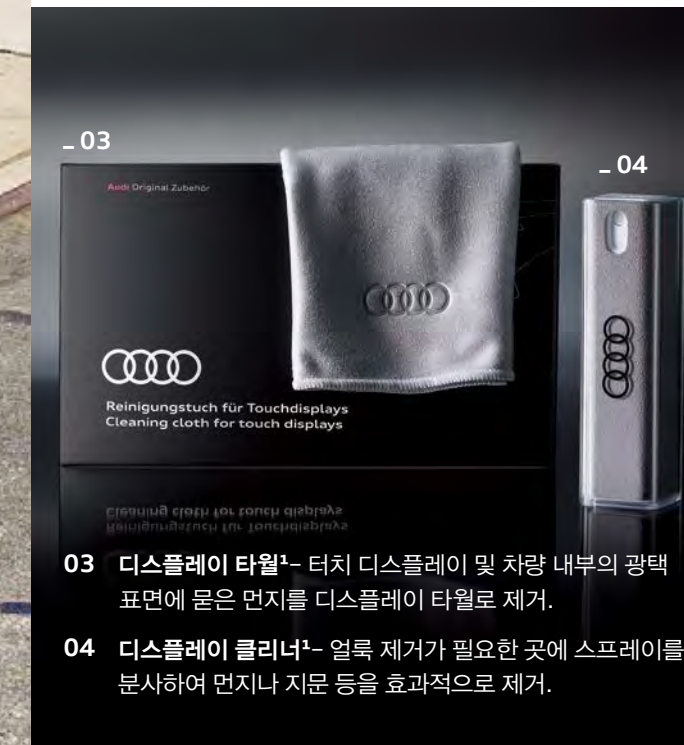 _ 03
_ 04
Audi Original Zubehör
Reinigungstuch für Touchdisplays
Cleaning cloth for touch displays
03 디스플레이 타월¹– 터치 디스플레이 및 차량 내부의 광택
표면에 묻은 먼지를 디스플레이 타월로 제거.
04 디스플레이 클리너¹– 얼룩 제거가 필요한 곳에 스프레이를
분사하여 먼지나 지문 등을 효과적으로 제거.